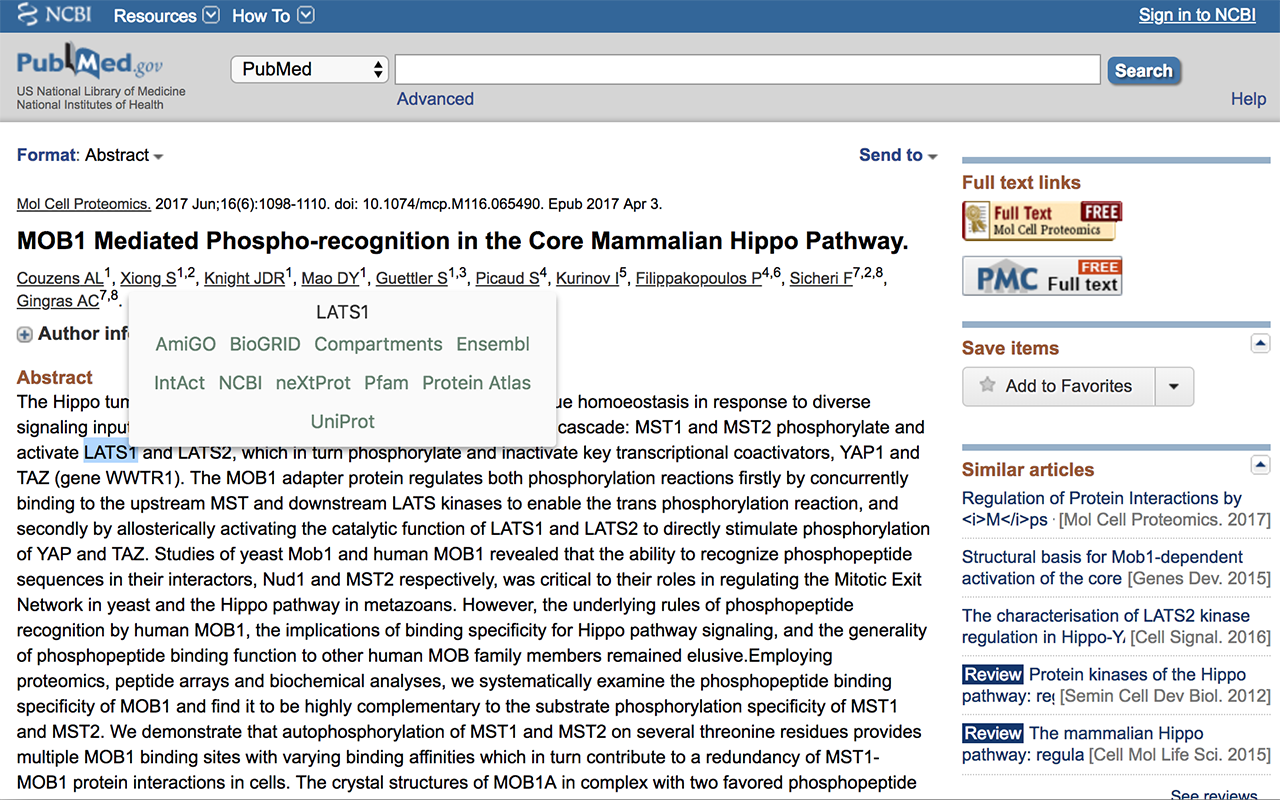 NCBI Resources How To Sign in to NCBI
PubMed.gov
US National Library of Medicine
National Institutes of Health
PubMed Search
Advanced Help
Format: Abstract Send to
Mol Cell Proteomics. 2017 Jun;16(6):1098-1110. doi: 10.1074/mcp.M116.065490. Epub 2017 Apr 3.
MOB1 Mediated Phospho-recognition in the Core Mammalian Hippo Pathway.
Couzens AL1, Xiong S1,2, Knight JDR1, Mao DY1, Guettler S1,3, Picaud S4, Kurinov I5, Filippakopoulos P4,6, Sicheri F7,2,8,
Gingras AC7,8.
Author inf
LATS1
AmiGO BioGRID Compartments Ensembl
IntAct NCBI neXtProt Pfam Protein Atlas
UniProt
Abstract
The Hippo tum ue homoeostasis in response to diverse
signaling input cascade: MST1 and MST2 phosphorylate and
activate LATS1 and LATS2, which in turn phosphorylate and inactivate key transcriptional coactivators, YAP1 and
TAZ (gene WWTR1). The MOB1 adapter protein regulates both phosphorylation reactions firstly by concurrently
binding to the upstream MST and downstream LATS kinases to enable the trans phosphorylation reaction, and
secondly by allosterically activating the catalytic function of LATS1 and LATS2 to directly stimulate phosphorylation
of YAP and TAZ. Studies of yeast Mob1 and human MOB1 revealed that the ability to recognize phosphopeptide
sequences in their interactors, Nud1 and MST2 respectively, was critical to their roles in regulating the Mitotic Exit
Network in yeast and the Hippo pathway in metazoans. However, the underlying rules of phosphopeptide
recognition by human MOB1, the implications of binding specificity for Hippo pathway signaling, and the generality
of phosphopeptide binding function to other human MOB family members remained elusive.Employing
proteomics, peptide arrays and biochemical analyses, we systematically examine the phosphopeptide binding
specificity of MOB1 and find it to be highly complementary to the substrate phosphorylation specificity of MST1
and MST2. We demonstrate that autophosphorylation of MST1 and MST2 on several threonine residues provides
multiple MOB1 binding sites with varying binding affinities which in turn contribute to a redundancy of MST1-
MOB1 protein interactions in cells. The crystal structures of MOB1A in complex with two favored phosphopeptide
Full text links
Full Text FREE
Mol Cell Proteomics
PMC FREE
Full text
Save items
Add to Favorites
Similar articles
Regulation of Protein Interactions by
<i>M</i>ps [Mol Cell Proteomics. 2017]
Structural basis for Mob1-dependent
activation of the core [Genes Dev. 2015]
The characterisation of LATS2 kinase
regulation in Hippo-Y [Cell Signal. 2016]
Review Protein kinases of the Hippo
pathway: reg [Semin Cell Dev Biol. 2012]
Review The mammalian Hippo
pathway: regula [Cell Mol Life Sci. 2015]
See reviews